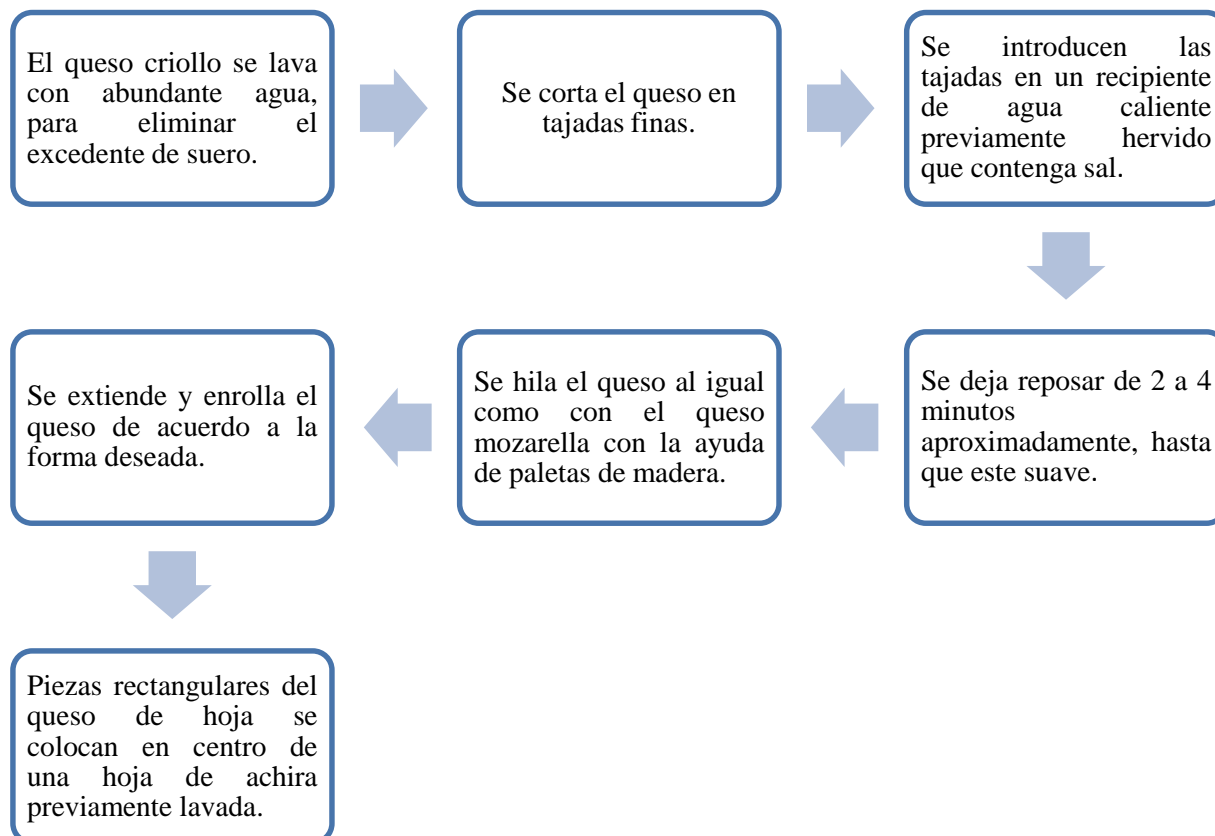 El queso criollo se lava
con abundante agua,
para eliminar el
excedente de suero.
Se corta el queso en
tajadas finas.
Se introducen las
tajadas en un recipiente
de agua caliente
previamente hervido
que contenga sal.
Se deja reposar de 2 a 4
minutos
aproximadamente, hasta
que este suave.
Se hila el queso al igual
como con el queso
mozarella con la ayuda
de paletas de madera.
Se extiende y enrolla el
queso de acuerdo a la
forma deseada.
Piezas rectangulares del
queso de hoja se
colocan en centro de
una hoja de achira
previamente lavada.